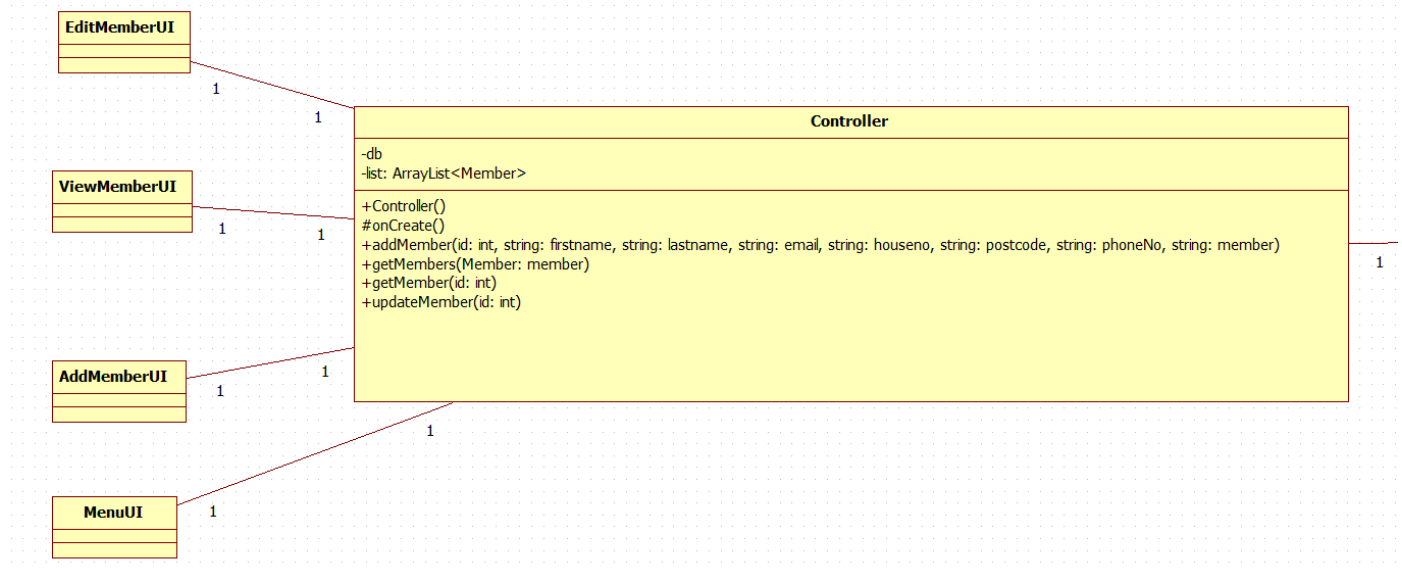 EditMemberUI
1
1
Controller
-db
-list: ArrayList<Member>
+Controller()
#onCreate()
+addMember(id: int, string: firstname, string: lastname, string: email, string: houseno, string: postcode, string: phoneNo, string: member)
+getMembers(Member: member)
+getMember(id: int)
+updateMember(id: int)
1
ViewMemberUI
1
1
AddMemberUI
1
1
MenuUI
1
1